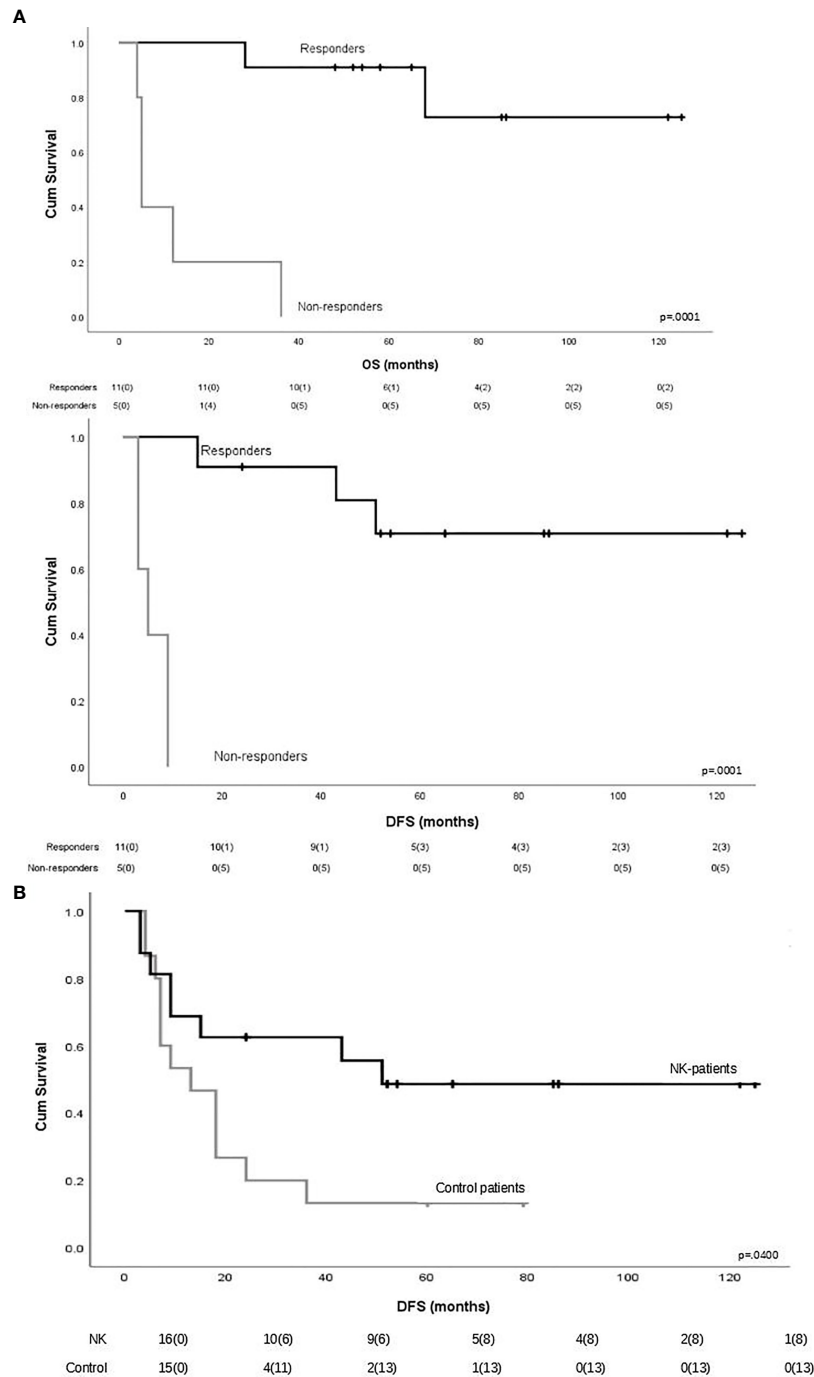 A
1.0
Responders
0.8
0.6
0.4
0.2
Non-responders
0.0
p=.0001
Cum Survival
0 20 40 60 80 100 120
OS (months)
Responders 11(0) 11(0) 10(1) 6(1) 4(2) 2(2) 0(2)
Non-responders 5(0) 1(4) 0(5) 0(5) 0(5) 0(5) 0(5)
1.0
Responders
0.8
0.6
0.4
0.2
Non-responders
0.0
p=.0001
Cum Survival
0 20 40 60 80 100 120
DFS (months)
Responders 11(0) 10(1) 9(1) 5(3) 4(3) 2(3) 2(3)
Non-responders 5(0) 0(5) 0(5) 0(5) 0(5) 0(5) 0(5)
B
1.0
0.8
0.6
NK-patients
0.4
0.2
Control patients
0.0
p=.0400
Cum Survival
0 20 40 60 80 100 120
DFS (months)
NK 16(0) 10(6) 9(6) 5(8) 4(8) 2(8) 1(8)
Control 15(0) 4(11) 2(13) 1(13) 0(13) 0(13) 0(13)